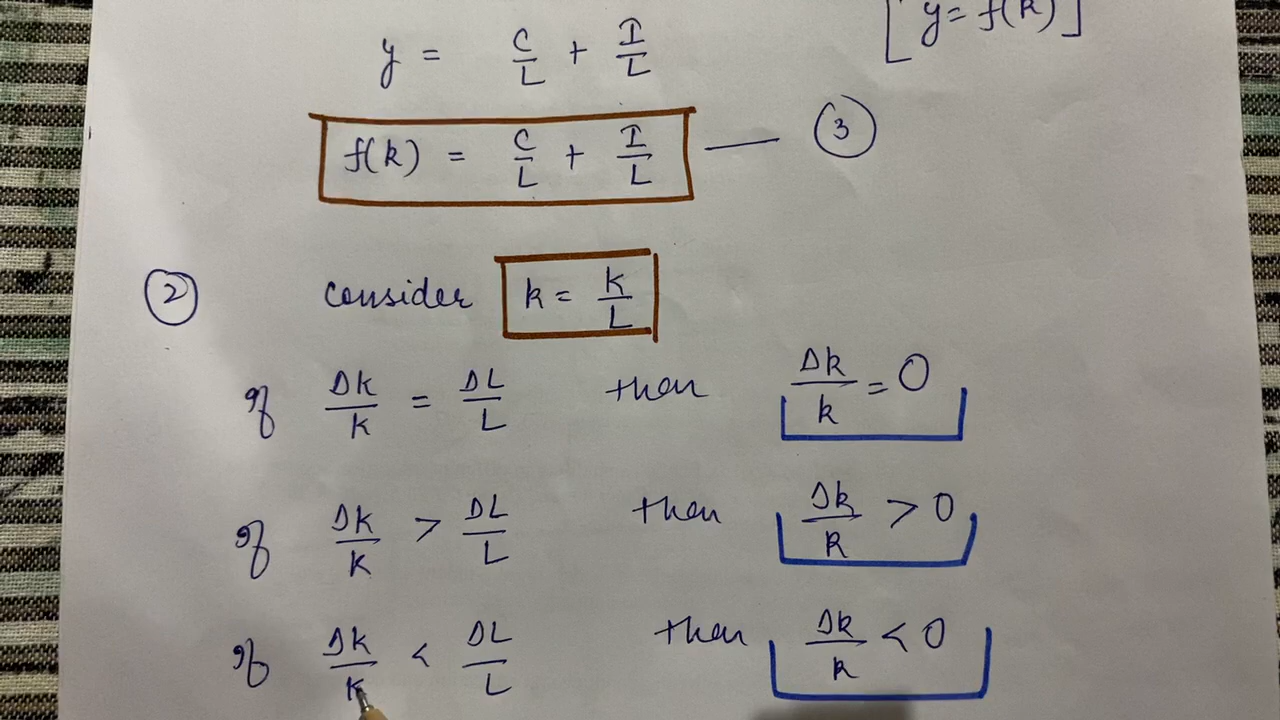 [y = f(k)]
y = C/L + I/L
f(k) = C/L + I/L — 3
2 Consider k = K/L
If ΔK/K = ΔL/L then Δk/k = 0
If ΔK/K > ΔL/L then Δk/k > 0
If ΔK/K < ΔL/L then Δk/k < 0